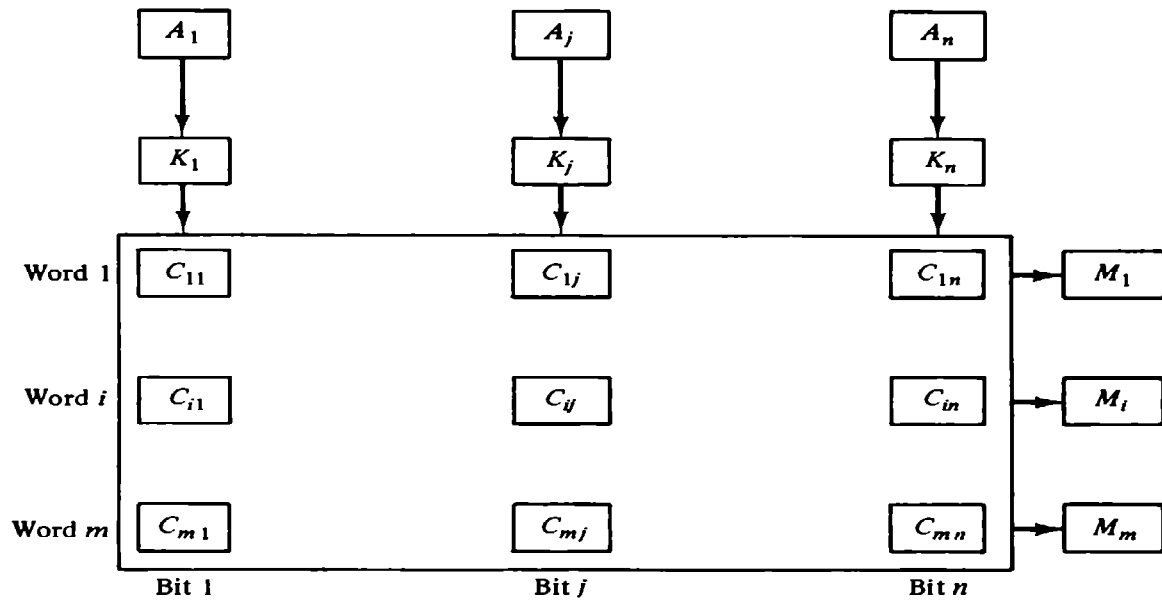 A₁ Aⱼ Aₙ
K₁ Kⱼ Kₙ
Word 1 C₁₁ C₁ⱼ C₁ₙ M₁
Word i Cᵢ₁ Cᵢⱼ Cᵢₙ Mᵢ
Word m Cₘ₁ Cₘⱼ Cₘₙ Mₘ
Bit 1 Bit j Bit n